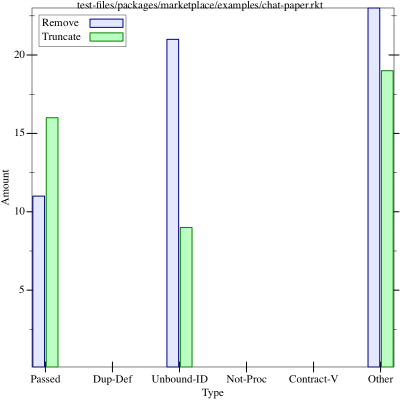 test-files/packages/marketplace/examples/chat-paper.rkt
Remove
Truncate
20
15
10
5
Amount
Passed Dup-Def Unbound-ID Not-Proc Contract-V Other
Type